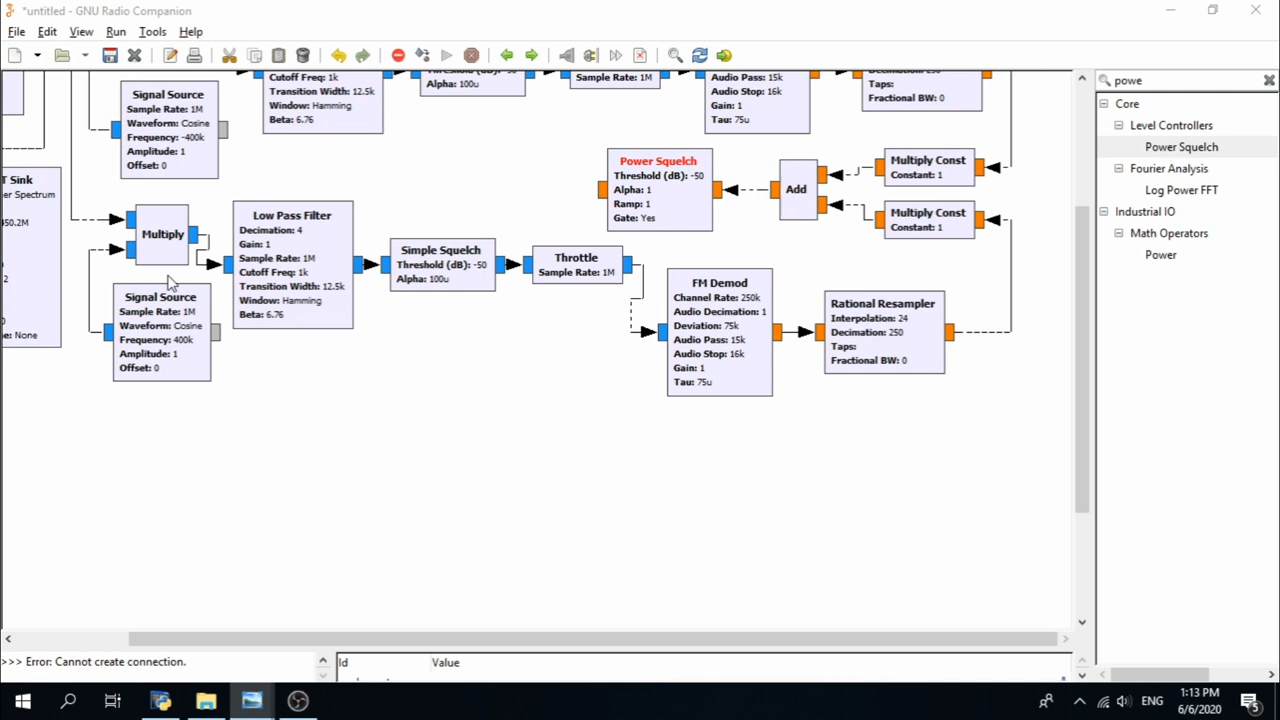 *untitled - GNU Radio Companion
File Edit View Run Tools Help
powe
Core
Level Controllers
Power Squelch
Fourier Analysis
Log Power FFT
Industrial IO
Math Operators
Power
Signal Source
Sample Rate: 1M
Waveform: Cosine
Frequency: -400k
Amplitude: 1
Offset: 0
Cutoff Freq: 1k
Transition Width: 12.5k
Window: Hamming
Beta: 6.76
Threshold (dB): -50
Alpha: 100u
Sample Rate: 1M
Audio Pass: 15k
Audio Stop: 16k
Gain: 1
Tau: 75u
Decimation: 250
Taps:
Fractional BW: 0
T Sink
er Spectrum
450.2M
e: None
Multiply
Signal Source
Sample Rate: 1M
Waveform: Cosine
Frequency: 400k
Amplitude: 1
Offset: 0
Low Pass Filter
Decimation: 4
Gain: 1
Sample Rate: 1M
Cutoff Freq: 1k
Transition Width: 12.5k
Window: Hamming
Beta: 6.76
Simple Squelch
Threshold (dB): -50
Alpha: 100u
Throttle
Sample Rate: 1M
Power Squelch
Threshold (dB): -50
Alpha: 1
Ramp: 1
Gate: Yes
Add
Multiply Const
Constant: 1
Multiply Const
Constant: 1
FM Demod
Channel Rate: 250k
Audio Decimation: 1
Deviation: 75k
Audio Pass: 15k
Audio Stop: 16k
Gain: 1
Tau: 75u
Rational Resampler
Interpolation: 24
Decimation: 250
Taps:
Fractional BW: 0
>>> Error: Cannot create connection.
Id Value
ENG
1:13 PM
6/6/2020
5